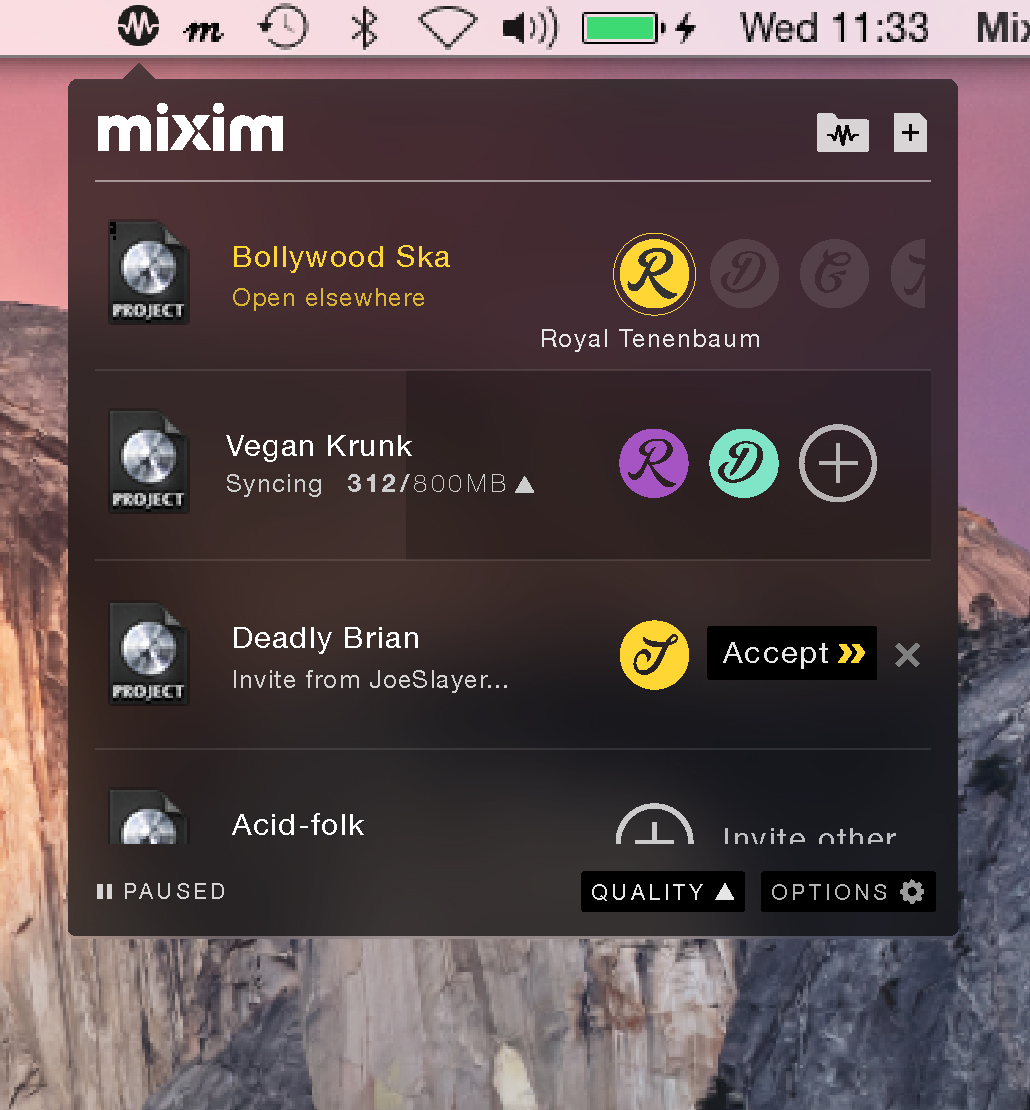 m
Wed 11:33
mixim
PROJECT
Bollywood Ska
Open elsewhere
R
D
C
Royal Tenenbaum
PROJECT
Vegan Krunk
Syncing 312/800MB
R
D
PROJECT
Deadly Brian
Invite from JoeSlayer...
J
Accept
Acid-folk
Invite other
PAUSED
QUALITY
OPTIONS